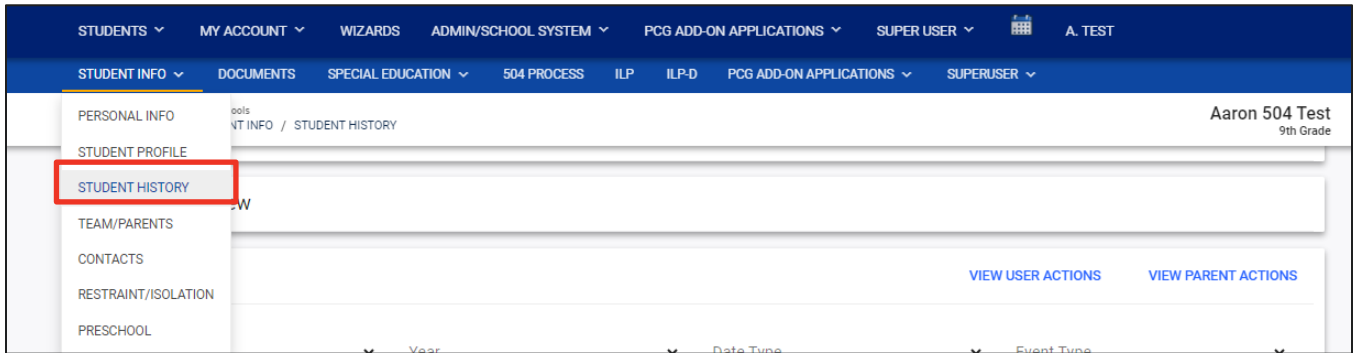 STUDENTS MY ACCOUNT WIZARDS ADMIN/SCHOOL SYSTEM PCG ADD-ON APPLICATIONS SUPER USER A. TEST
STUDENT INFO DOCUMENTS SPECIAL EDUCATION 504 PROCESS ILP ILP-D PCG ADD-ON APPLICATIONS SUPERUSER
PERSONAL INFO
STUDENT PROFILE
STUDENT HISTORY
TEAM/PARENTS
CONTACTS
RESTRAINT/ISOLATION
PRESCHOOL
ools
NT INFO / STUDENT HISTORY
Aaron 504 Test
9th Grade
ew
VIEW USER ACTIONS VIEW PARENT ACTIONS
Year Date Type Event Type